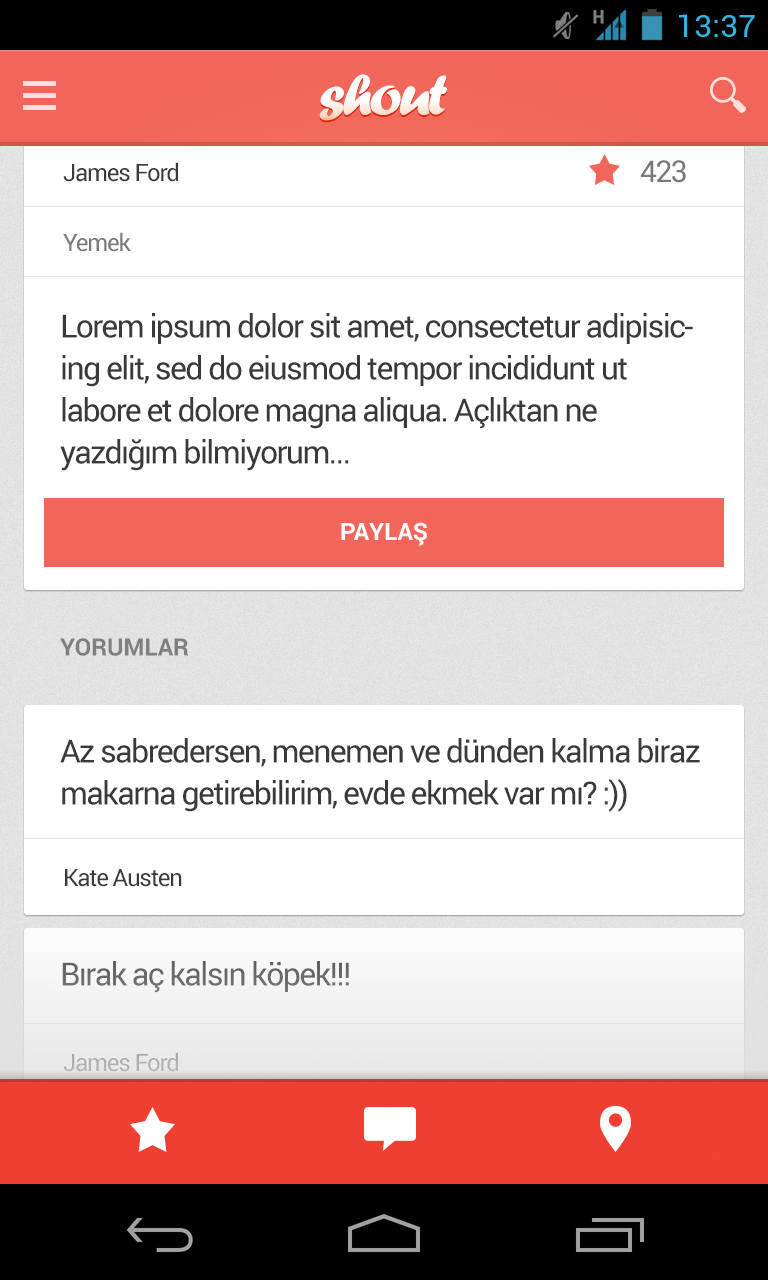 H 13:37
shout
James Ford 423
Yemek
Lorem ipsum dolor sit amet, consectetur adipisic-
ing elit, sed do eiusmod tempor incididunt ut
labore et dolore magna aliqua. Açlıktan ne
yazdığım bilmiyorum...
PAYLAŞ
YORUMLAR
Az sabredersen, menemen ve dünden kalma biraz
makarna getirebilirim, evde ekmek var mı? :))
Kate Austen
Bırak aç kalsın köpek!!!
James Ford